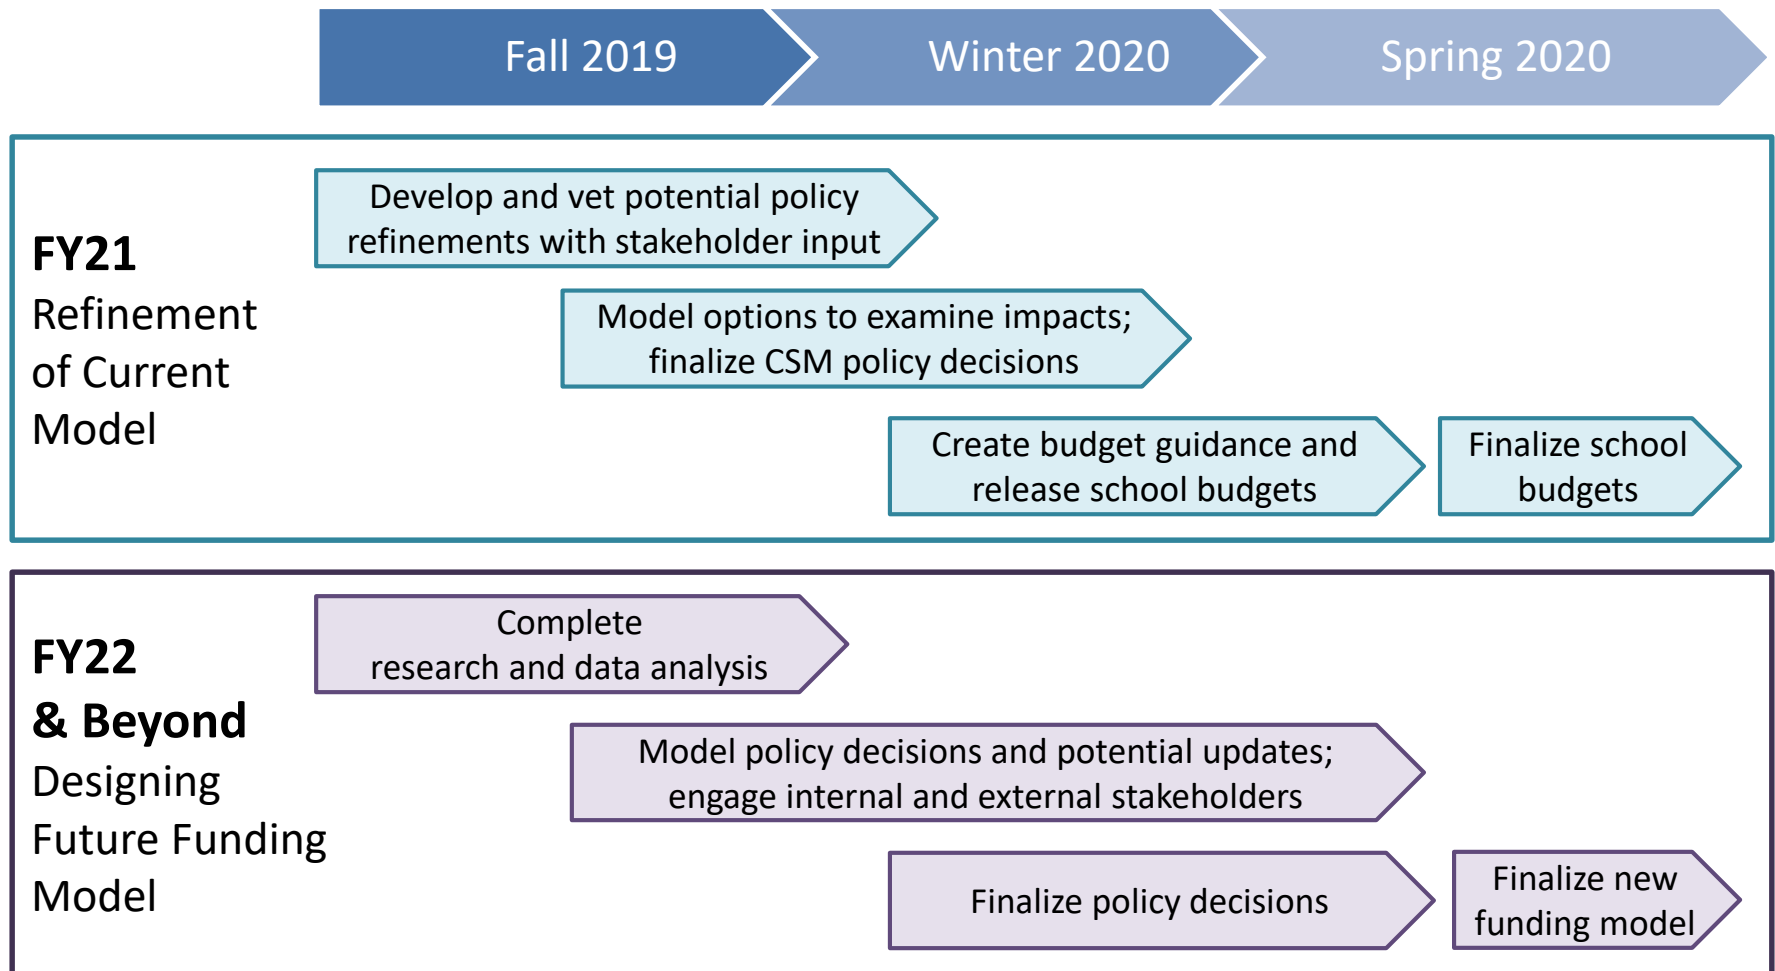 Fall 2019
Winter 2020
Spring 2020
FY21
Refinement
of Current
Model
Develop and vet potential policy
refinements with stakeholder input
Model options to examine impacts;
finalize CSM policy decisions
Create budget guidance and
release school budgets
Finalize school
budgets
FY22
& Beyond
Designing
Future Funding
Model
Complete
research and data analysis
Model policy decisions and potential updates;
engage internal and external stakeholders
Finalize policy decisions
Finalize new
funding model